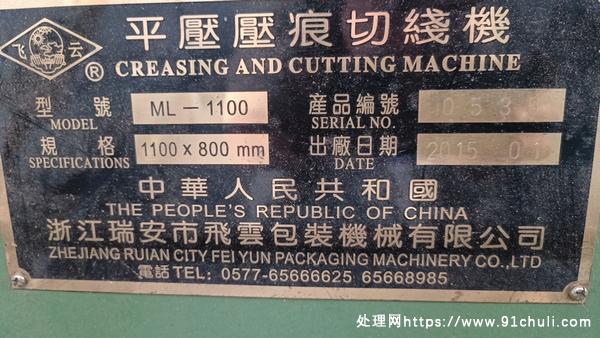 飞 云
®
平壓壓痕切綫機
CREASING AND CUTTING MACHINE
型號 ML-1100 產品編號
MODEL SERIAL NO.
規格 1100 x 800 mm 出廠日期 2015
SPECIFICATIONS DATE
中華人民共和國
THE PEOPLE'S REPUBLIC OF CHINA
浙江瑞安市飛雲包裝機械有限公司
ZHEJIANG RUIAN CITY FEI YUN PACKAGING MACHINERY CO.,LTD
電話 TEL: 0577-65666625 65668985
处理网https://www.91chuli.com